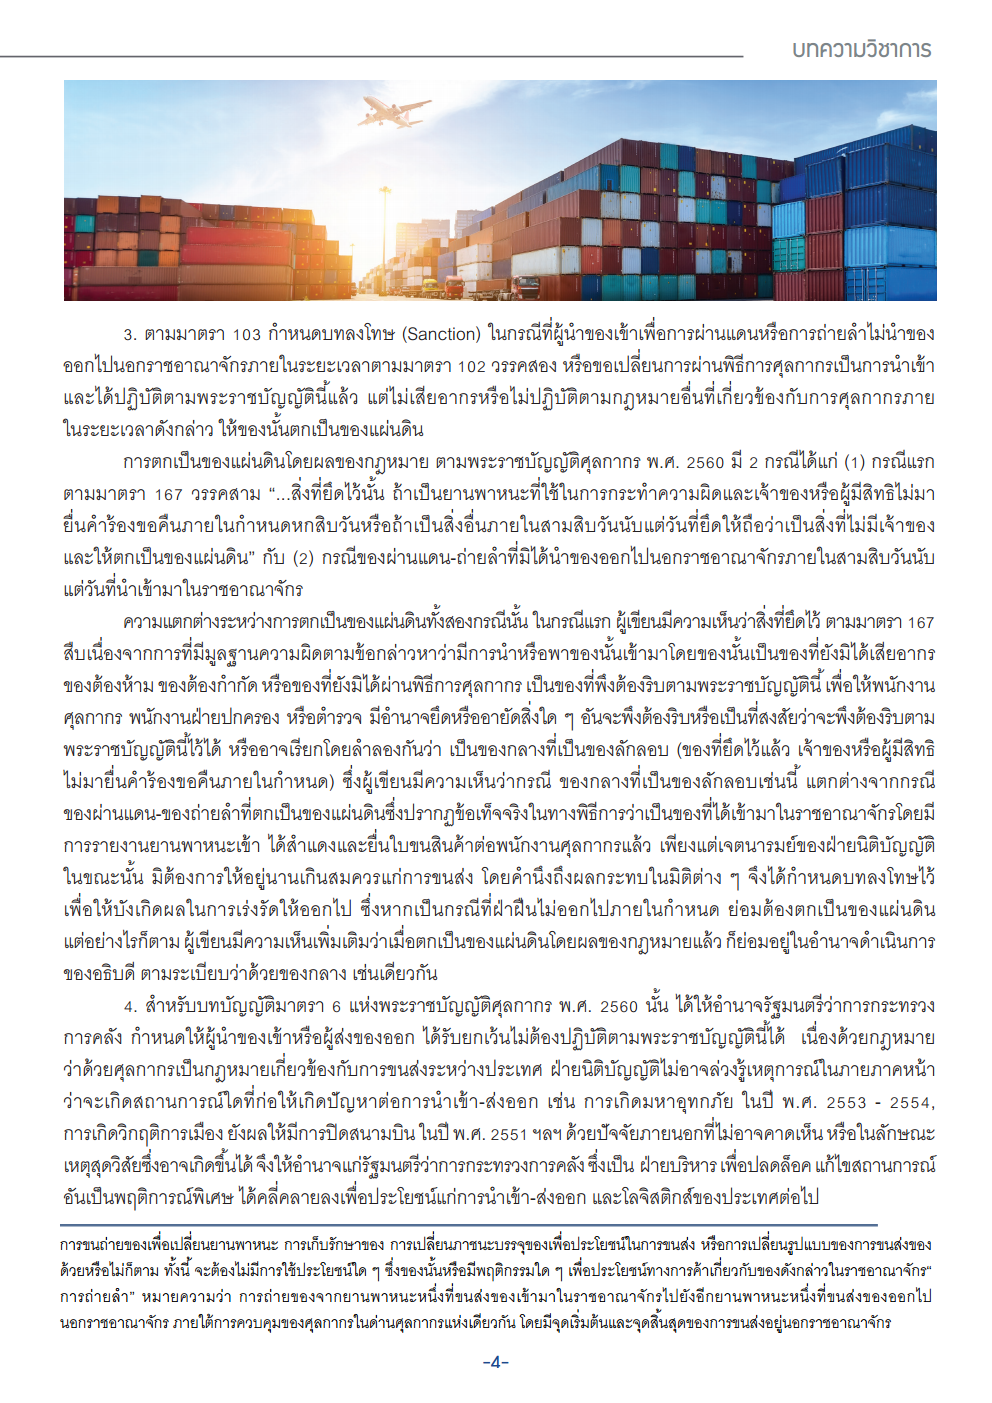 บทความวิชาการ
3. ตามมาตรา 103 กำหนดบทลงโทษ (Sanction) ในกรณีที่ผู้นำของเข้าเพื่อการผ่านแดนหรือการถ่ายลำไม่นำของ
ออกไปนอกราชอาณาจักรภายในระยะเวลาตามมาตรา 102 วรรคสอง หรือขอเปลี่ยนการผ่านพิธีการศุลกากรเป็นการนำเข้า
และได้ปฏิบัติตามพระราชบัญญัตินี้แล้ว แต่ไม่เสียอากรหรือไม่ปฏิบัติตามกฎหมายอื่นที่เกี่ยวข้องกับการศุลกากรภาย
ในระยะเวลาดังกล่าว ให้ของนั้นตกเป็นของแผ่นดิน
การตกเป็นของแผ่นดินโดยผลของกฎหมาย ตามพระราชบัญญัติศุลกากร พ.ศ. 2560 มี 2 กรณีได้แก่ (1) กรณีแรก
ตามมาตรา 167 วรรคสาม “...สิ่งที่ยึดไว้นั้น ถ้าเป็นยานพาหนะที่ใช้ในการกระทำความผิดและเจ้าของหรือผู้มีสิทธิไม่มา
ยื่นคำร้องขอคืนภายในกำหนดหกสิบวันหรือถ้าเป็นสิ่งอื่นภายในสามสิบวันนับแต่วันที่ยึดให้ถือว่าเป็นสิ่งที่ไม่มีเจ้าของ
และให้ตกเป็นของแผ่นดิน” กับ (2) กรณีของผ่านแดน-ถ่ายลำที่มิได้นำของออกไปนอกราชอาณาจักรภายในสามสิบวันนับ
แต่วันที่นำเข้ามาในราชอาณาจักร
ความแตกต่างระหว่างการตกเป็นของแผ่นดินทั้งสองกรณีนั้น ในกรณีแรก ผู้เขียนมีความเห็นว่าสิ่งที่ยึดไว้ ตามมาตรา 167
สืบเนื่องจากการที่มีมูลฐานความผิดตามข้อกล่าวหาว่ามีการนำหรือพาของนั้นเข้ามาโดยของนั้นเป็นของที่ยังมิได้เสียอากร
ของต้องห้าม ของต้องกำกัด หรือของที่ยังมิได้ผ่านพิธีการศุลกากร เป็นของที่พึงต้องริบตามพระราชบัญญัตินี้ เพื่อให้พนักงาน
ศุลกากร พนักงานฝ่ายปกครอง หรือตำรวจ มีอำนาจยึดหรืออายัดสิ่งใด ๆ อันจะพึงต้องริบหรือเป็นที่สงสัยว่าจะพึงต้องริบตาม
พระราชบัญญัตินี้ไว้ได้ หรืออาจเรียกโดยลำลองกันว่า เป็นของกลางที่เป็นของลักลอบ (ของที่ยึดไว้แล้ว เจ้าของหรือผู้มีสิทธิ
ไม่มายื่นคำร้องขอคืนภายในกำหนด) ซึ่งผู้เขียนมีความเห็นว่ากรณี ของกลางที่เป็นของลักลอบเช่นนี้ แตกต่างจากกรณี
ของผ่านแดน-ของถ่ายลำที่ตกเป็นของแผ่นดินซึ่งปรากฏข้อเท็จจริงในทางพิธีการว่าเป็นของที่ได้เข้ามาในราชอาณาจักรโดยมี
การรายงานยานพาหนะเข้า ได้สำแดงและยื่นใบขนสินค้าต่อพนักงานศุลกากรแล้ว เพียงแต่เจตนารมย์ของฝ่ายนิติบัญญัติ
ในขณะนั้น มิต้องการให้อยู่นานเกินสมควรแก่การขนส่ง โดยคำนึงถึงผลกระทบในมิติต่าง ๆ จึงได้กำหนดบทลงโทษไว้
เพื่อให้บังเกิดผลในการเร่งรัดให้ออกไป ซึ่งหากเป็นกรณีที่ฝ่าฝืนไม่ออกไปภายในกำหนด ย่อมต้องตกเป็นของแผ่นดิน
แต่อย่างไรก็ตาม ผู้เขียนมีความเห็นเพิ่มเติมว่าเมื่อตกเป็นของแผ่นดินโดยผลของกฎหมายแล้ว ก็ย่อมอยู่ในอำนาจดำเนินการ
ของอธิบดี ตามระเบียบว่าด้วยของกลาง เช่นเดียวกัน
4. สำหรับบทบัญญัติมาตรา 6 แห่งพระราชบัญญัติศุลกากร พ.ศ. 2560 นั้น ได้ให้อำนาจรัฐมนตรีว่าการกระทรวง
การคลัง กำหนดให้ผู้นำของเข้าหรือผู้ส่งของออก ได้รับยกเว้นไม่ต้องปฏิบัติตามพระราชบัญญัตินี้ได้ เนื่องด้วยกฎหมาย
ว่าด้วยศุลกากรเป็นกฎหมายเกี่ยวข้องกับการขนส่งระหว่างประเทศ ฝ่ายนิติบัญญัติไม่อาจล่วงรู้เหตุการณ์ในภายภาคหน้า
ว่าจะเกิดสถานการณ์ใดที่ก่อให้เกิดปัญหาต่อการนำเข้า-ส่งออก เช่น การเกิดมหาอุทกภัย ในปี พ.ศ. 2553 - 2554,
การเกิดวิกฤติการเมือง ยังผลให้มีการปิดสนามบิน ในปี พ.ศ. 2551 ฯลฯ ด้วยปัจจัยภายนอกที่ไม่อาจคาดเห็น หรือในลักษณะ
เหตุสุดวิสัยซึ่งอาจเกิดขึ้นได้ จึงให้อำนาจแก่รัฐมนตรีว่าการกระทรวงการคลัง ซึ่งเป็น ฝ่ายบริหาร เพื่อปลดล็อค แก้ไขสถานการณ์
อันเป็นพฤติการณ์พิเศษ ได้คลี่คลายลงเพื่อประโยชน์แก่การนำเข้า-ส่งออก และโลจิสติกส์ของประเทศต่อไป
การขนถ่ายของเพื่อเปลี่ยนยานพาหนะ การเก็บรักษาของ การเปลี่ยนภาชนะบรรจุของเพื่อประโยชน์ในการขนส่ง หรือการเปลี่ยนรูปแบบของการขนส่งของ
ด้วยหรือไม่ก็ตาม ทั้งนี้ จะต้องไม่มีการใช้ประโยชน์ใด ๆ ซึ่งของนั้นหรือมีพฤติกรรมใด ๆ เพื่อประโยชน์ทางการค้าเกี่ยวกับของดังกล่าวในราชอาณาจักร“
การถ่ายลำ” หมายความว่า การถ่ายของจากยานพาหนะหนึ่งที่ขนส่งของเข้ามาในราชอาณาจักรไปยังอีกยานพาหนะหนึ่งที่ขนส่งของออกไป
นอกราชอาณาจักร ภายใต้การควบคุมของศุลกากรในด่านศุลกากรแห่งเดียวกัน โดยมีจุดเริ่มต้นและจุดสิ้นสุดของการขนส่งอยู่นอกราชอาณาจักร
-4-